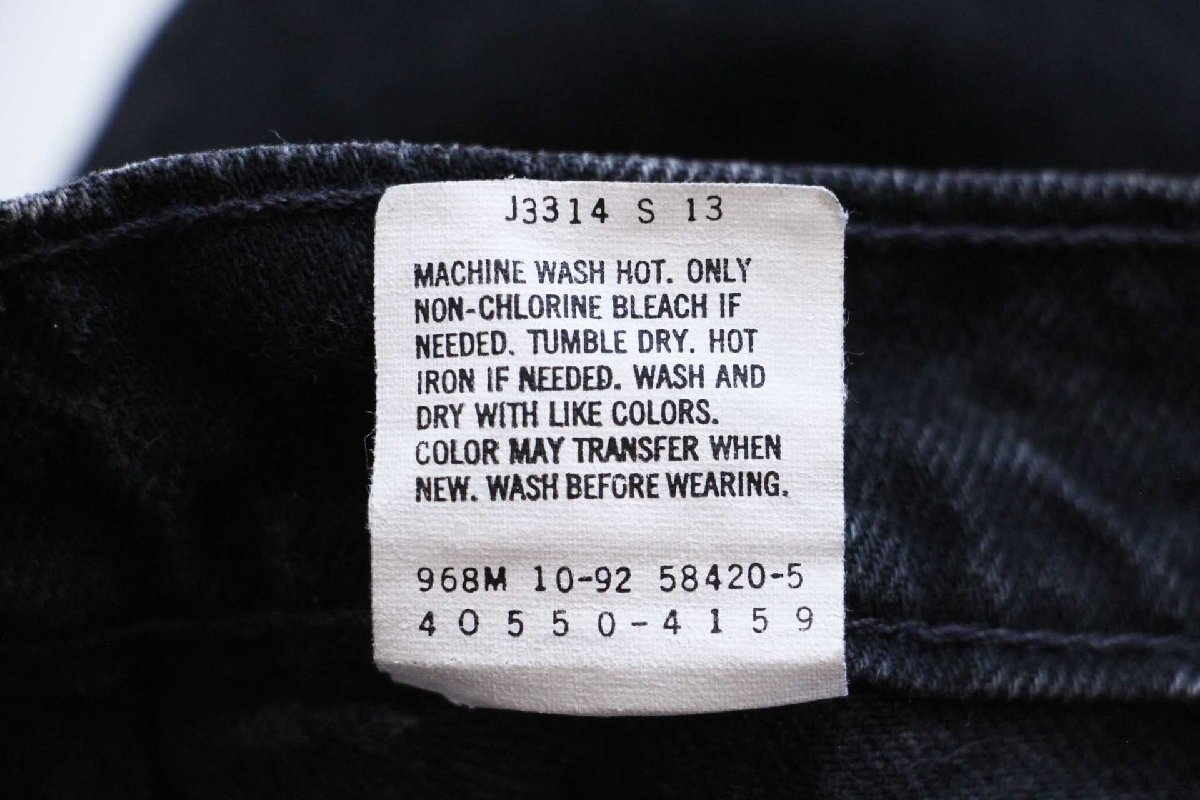 J3314 S 13
MACHINE WASH HOT. ONLY
NON-CHLORINE BLEACH IF
NEEDED. TUMBLE DRY. HOT
IRON IF NEEDED. WASH AND
DRY WITH LIKE COLORS.
COLOR MAY TRANSFER WHEN
NEW. WASH BEFORE WEARING.
968M 10-92 58420-5
40550-4159